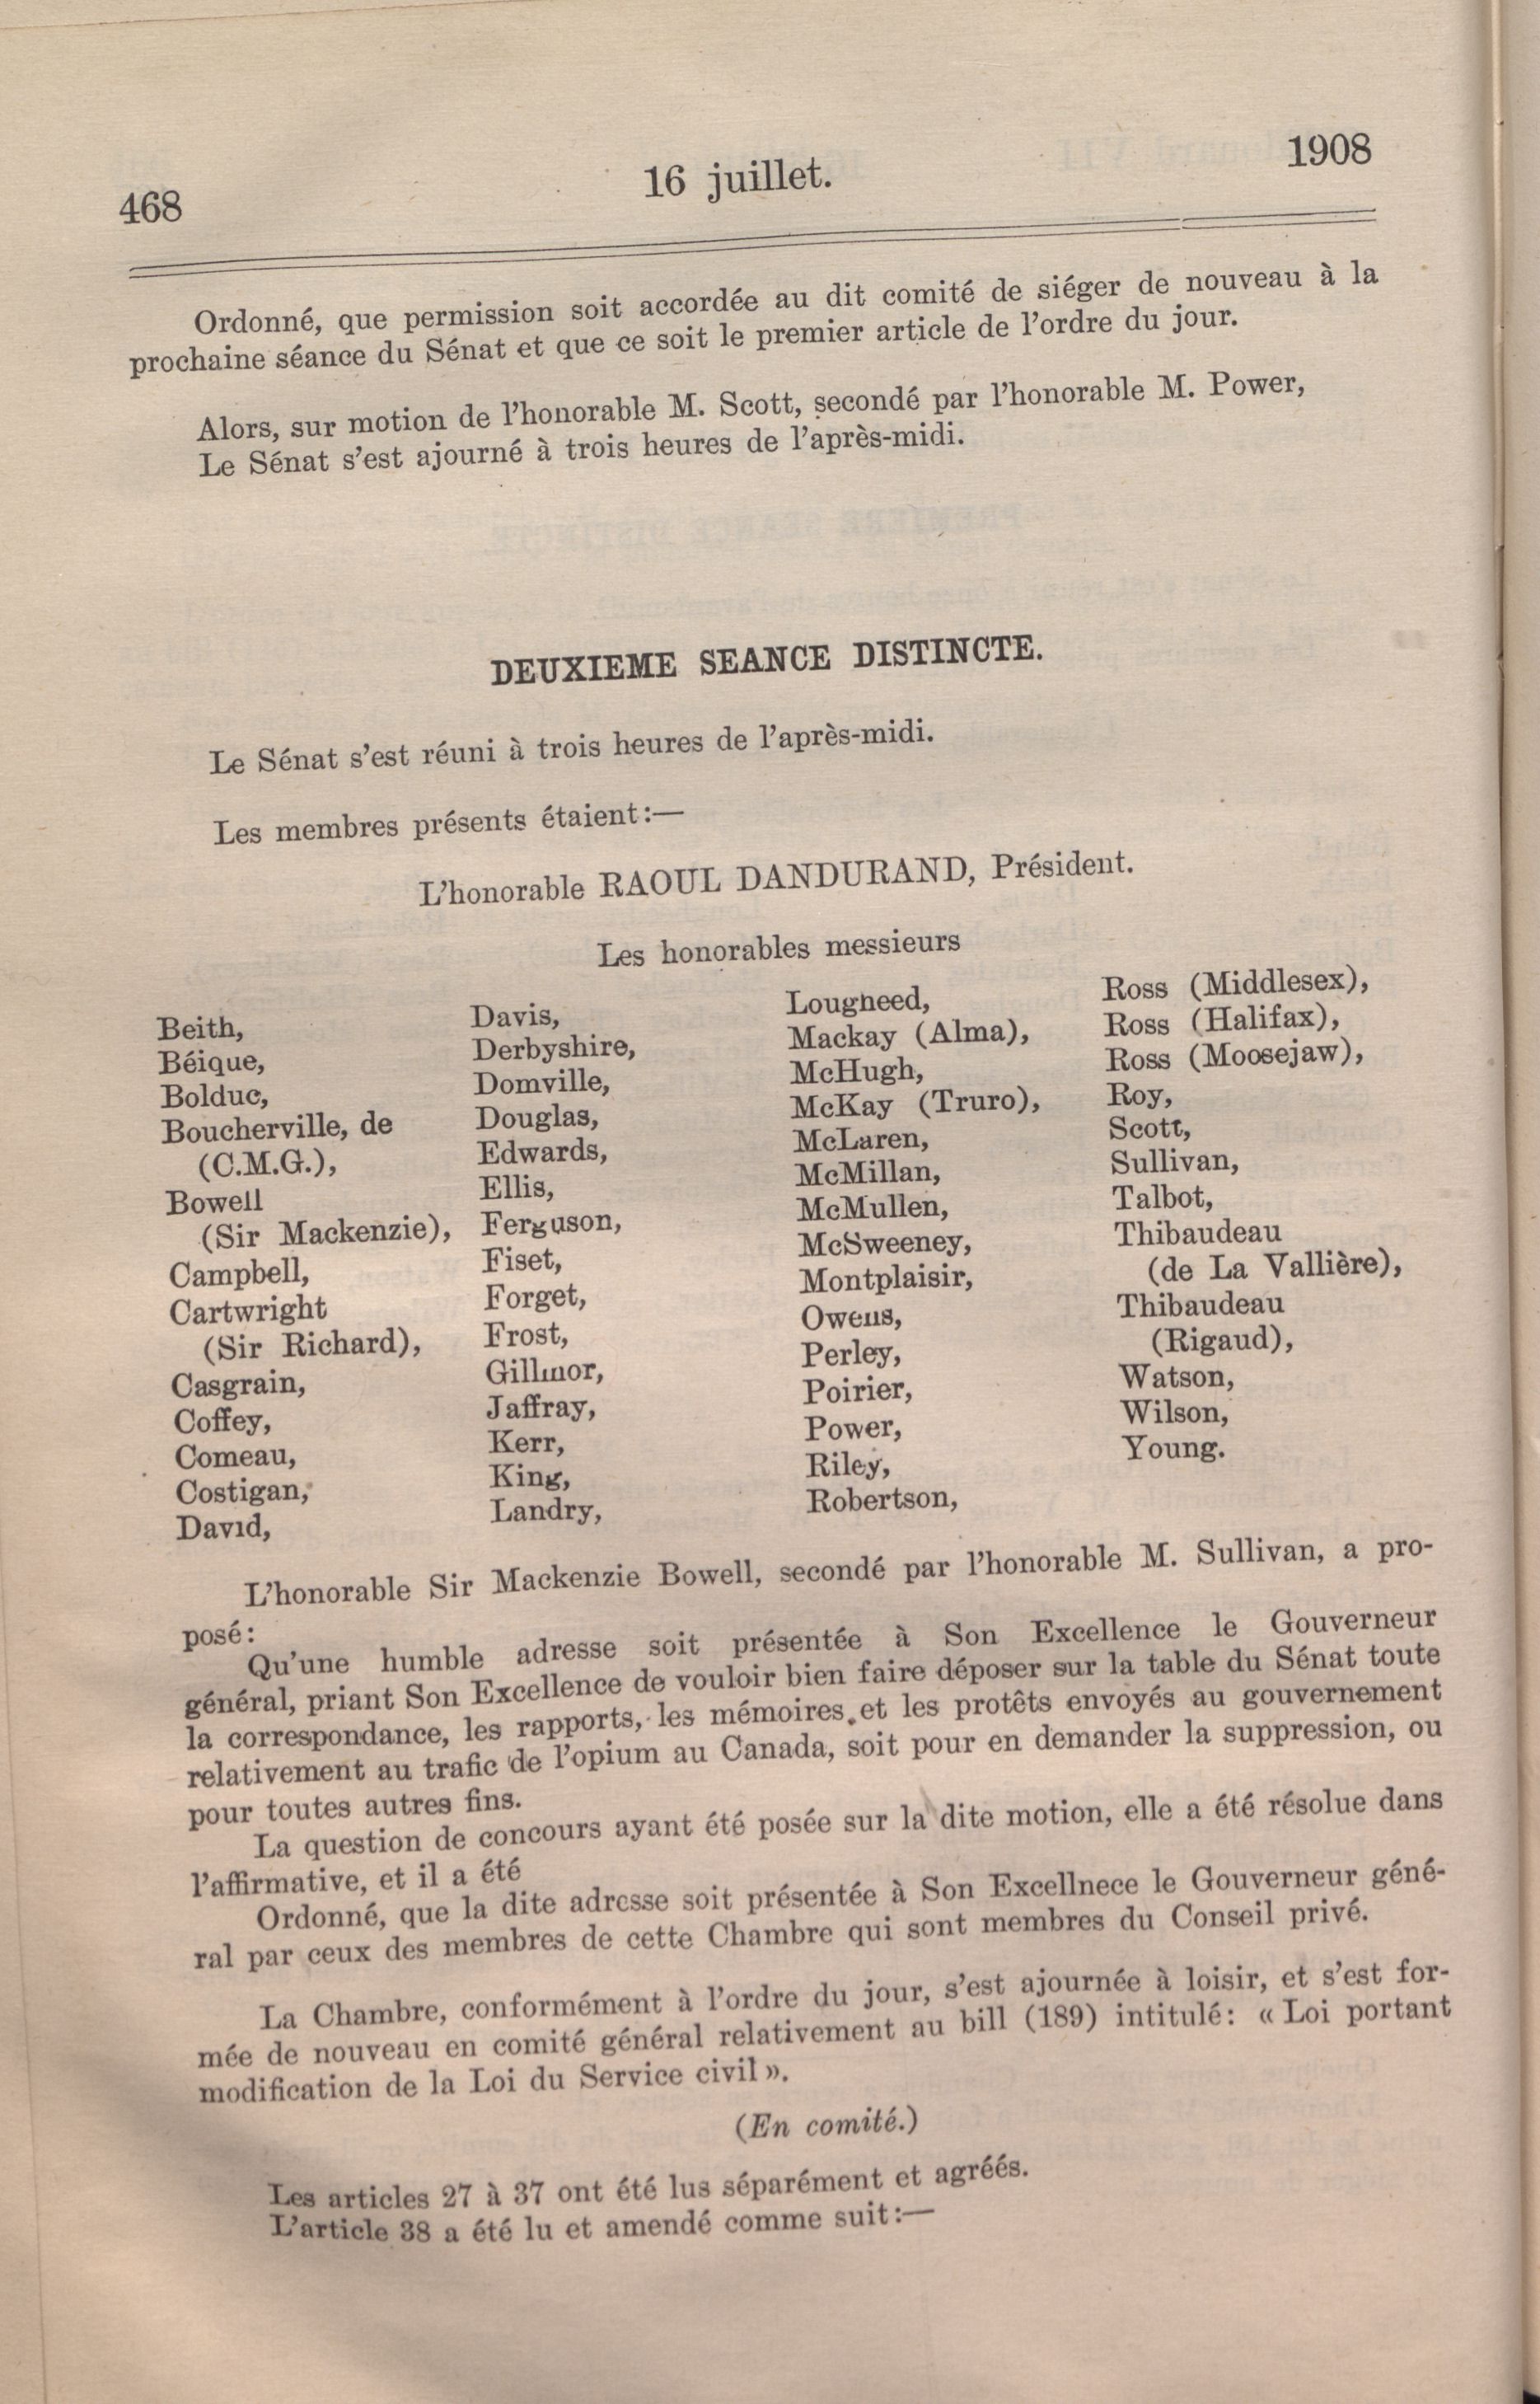 468
16 juillet.
1908
Ordonné, que permission soit accordée au dit comité de siéger de nouveau à la
prochaine séance du Sénat et que ce soit le premier article de l'ordre du jour.
Alors, sur motion de l'honorable M. Scott, secondé par l'honorable M. Power,
Le Sénat s'est ajourné à trois heures de l'après-midi.
DEUXIEME SEANCE DISTINCTE.
Le Sénat s'est réuni à trois heures de l'après-midi.
Les membres présents étaient:—
L'honorable RAOUL DANDURAND, Président.
Les honorables messieurs
Beith,
Béique,
Bolduc,
Boucherville, de
(C.M.G.),
Bowell
(Sir Mackenzie),
Campbell,
Cartwright
(Sir Richard),
Casgrain,
Coffey,
Comeau,
Costigan,
David,
Davis,
Derbyshire,
Domville,
Douglas,
Edwards,
Ellis,
Ferguson,
Fiset,
Forget,
Frost,
Gillmor,
Jaffray,
Kerr,
King,
Landry,
Lougheed,
Mackay (Alma),
McHugh,
McKay (Truro),
McLaren,
McMillan,
McMullen,
McSweeney,
Montplaisir,
Owens,
Perley,
Poirier,
Power,
Riley,
Robertson,
Ross (Middlesex),
Ross (Halifax),
Ross (Moosejaw),
Roy,
Scott,
Sullivan,
Talbot,
Thibaudeau
(de La Vallière),
Thibaudeau
(Rigaud),
Watson,
Wilson,
Young.
L'honorable Sir Mackenzie Bowell, secondé par l'honorable M. Sullivan, a pro-
posé:
Qu'une humble adresse soit présentée à Son Excellence le Gouverneur
général, priant Son Excellence de vouloir bien faire déposer sur la table du Sénat toute
la correspondance, les rapports, les mémoires et les protêts envoyés au gouvernement
relativement au trafic de l'opium au Canada, soit pour en demander la suppression, ou
pour toutes autres fins.
La question de concours ayant été posée sur la dite motion, elle a été résolue dans
l'affirmative, et il a été
Ordonné, que la dite adresse soit présentée à Son Excellnece le Gouverneur géné-
ral par ceux des membres de cette Chambre qui sont membres du Conseil privé.
La Chambre, conformément à l'ordre du jour, s'est ajournée à loisir, et s'est for-
mée de nouveau en comité général relativement au bill (189) intitulé: « Loi portant
modification de la Loi du Service civil ».
(En comité.)
Les articles 27 à 37 ont été lus séparément et agréés.
L'article 38 a été lu et amendé comme suit:—